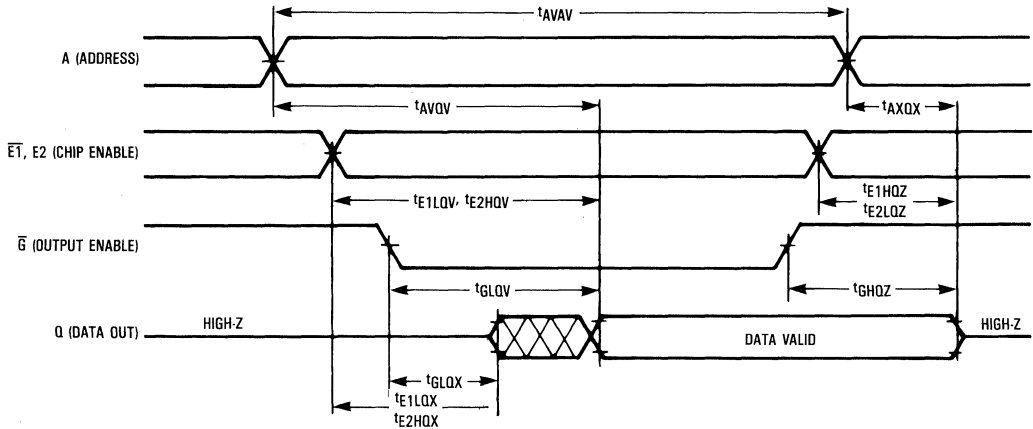 tAVAV
A (ADDRESS)
tAVQV
tAXQX
E1, E2 (CHIP ENABLE)
tE1LQV, tE2HQV
tE1HQZ
tE2LQZ
G (OUTPUT ENABLE)
tGLQV
tGHQZ
Q (DATA OUT)
HIGH-Z
DATA VALID
HIGH-Z
tGLQX
tE1LQX
tE2HQX